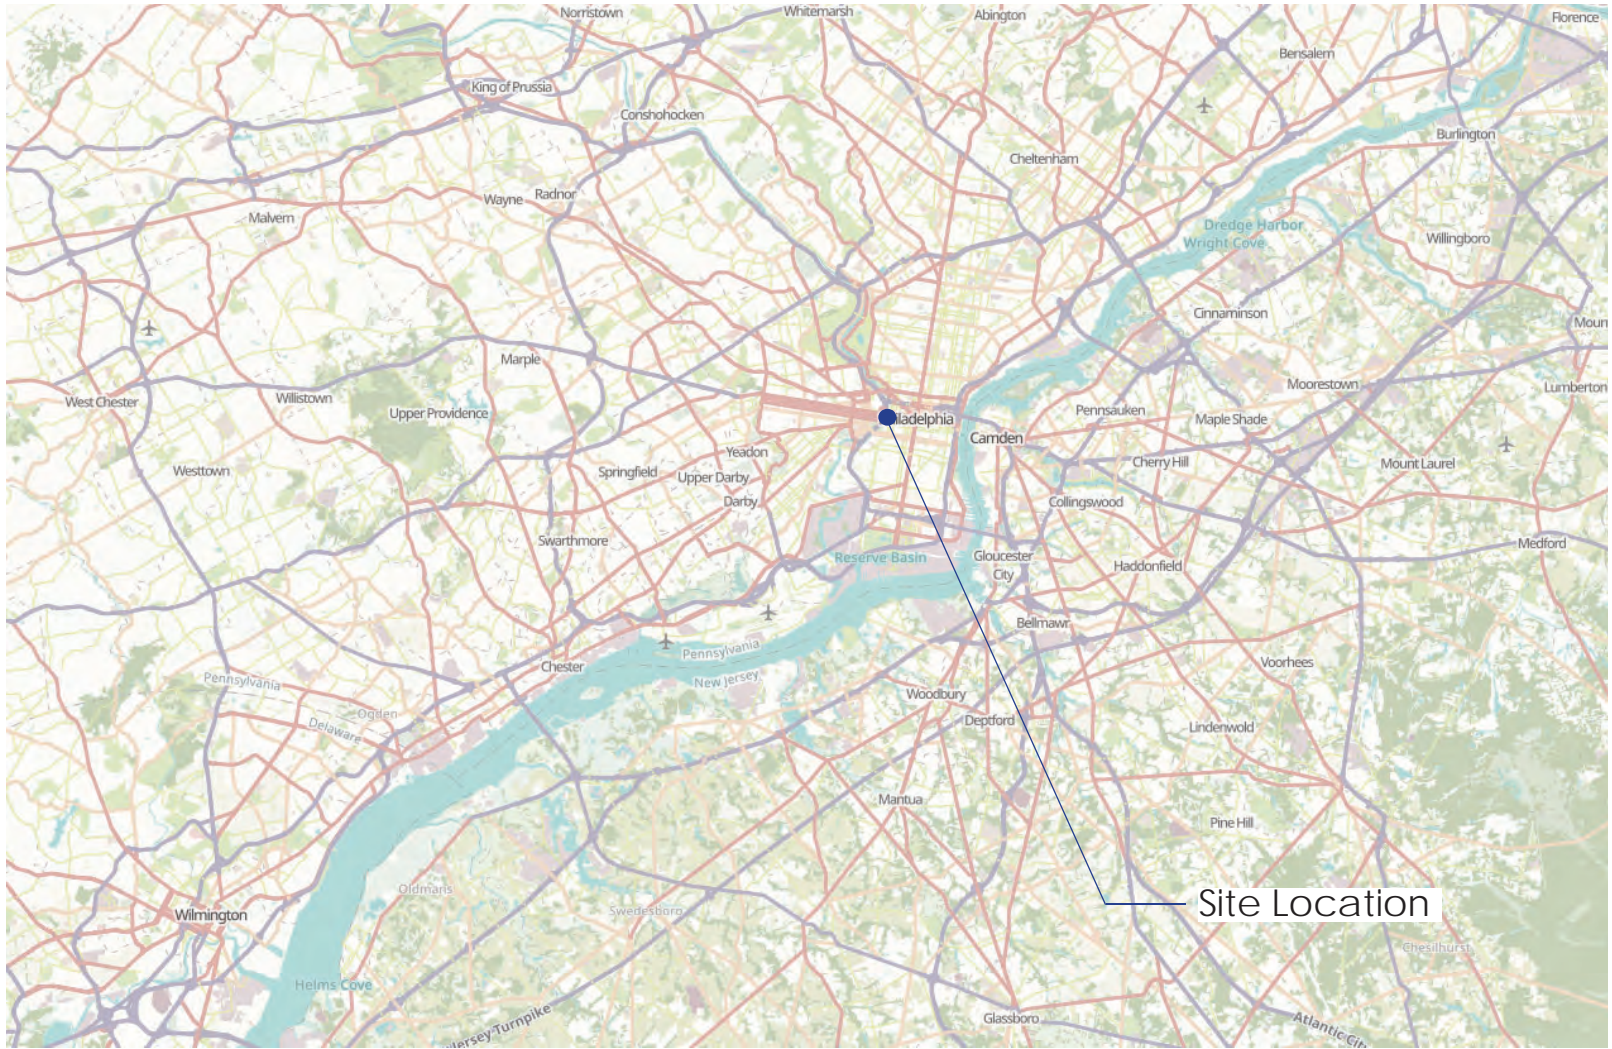 Norristown
Whitemarsh
Abington
Florence
Bensalem
King of Prussia
Conshohocken
Burlington
Cheltenham
Wayne
Radnor
Malvern
Dredge Harbor
Wright Cove
Willingboro
Cinnaminson
Moun
Marple
West Chester
Willistown
Upper Providence
Moorestown
Lumberton
Pennsauken
Maple Shade
iladelphia
Camden
Yeadon
Westtown
Springfield
Upper Darby
Cherry Hill
Mount Laurel
Darby
Collingswood
Swarthmore
Reserve Basin
Gloucester
City
Haddonfield
Medford
Bellmawr
Chester
Pennsylvania
New Jersey
Voorhees
Pennsylvania
Delaware
Ogden
Woodbury
Deptford
Lindenwold
Mantua
Pine Hill
Oldmans
Swedesboro
Site Location
Wilmington
Chesilhurst
Helms Cove
Glassboro
Jersey Turnpike
Atlantic City